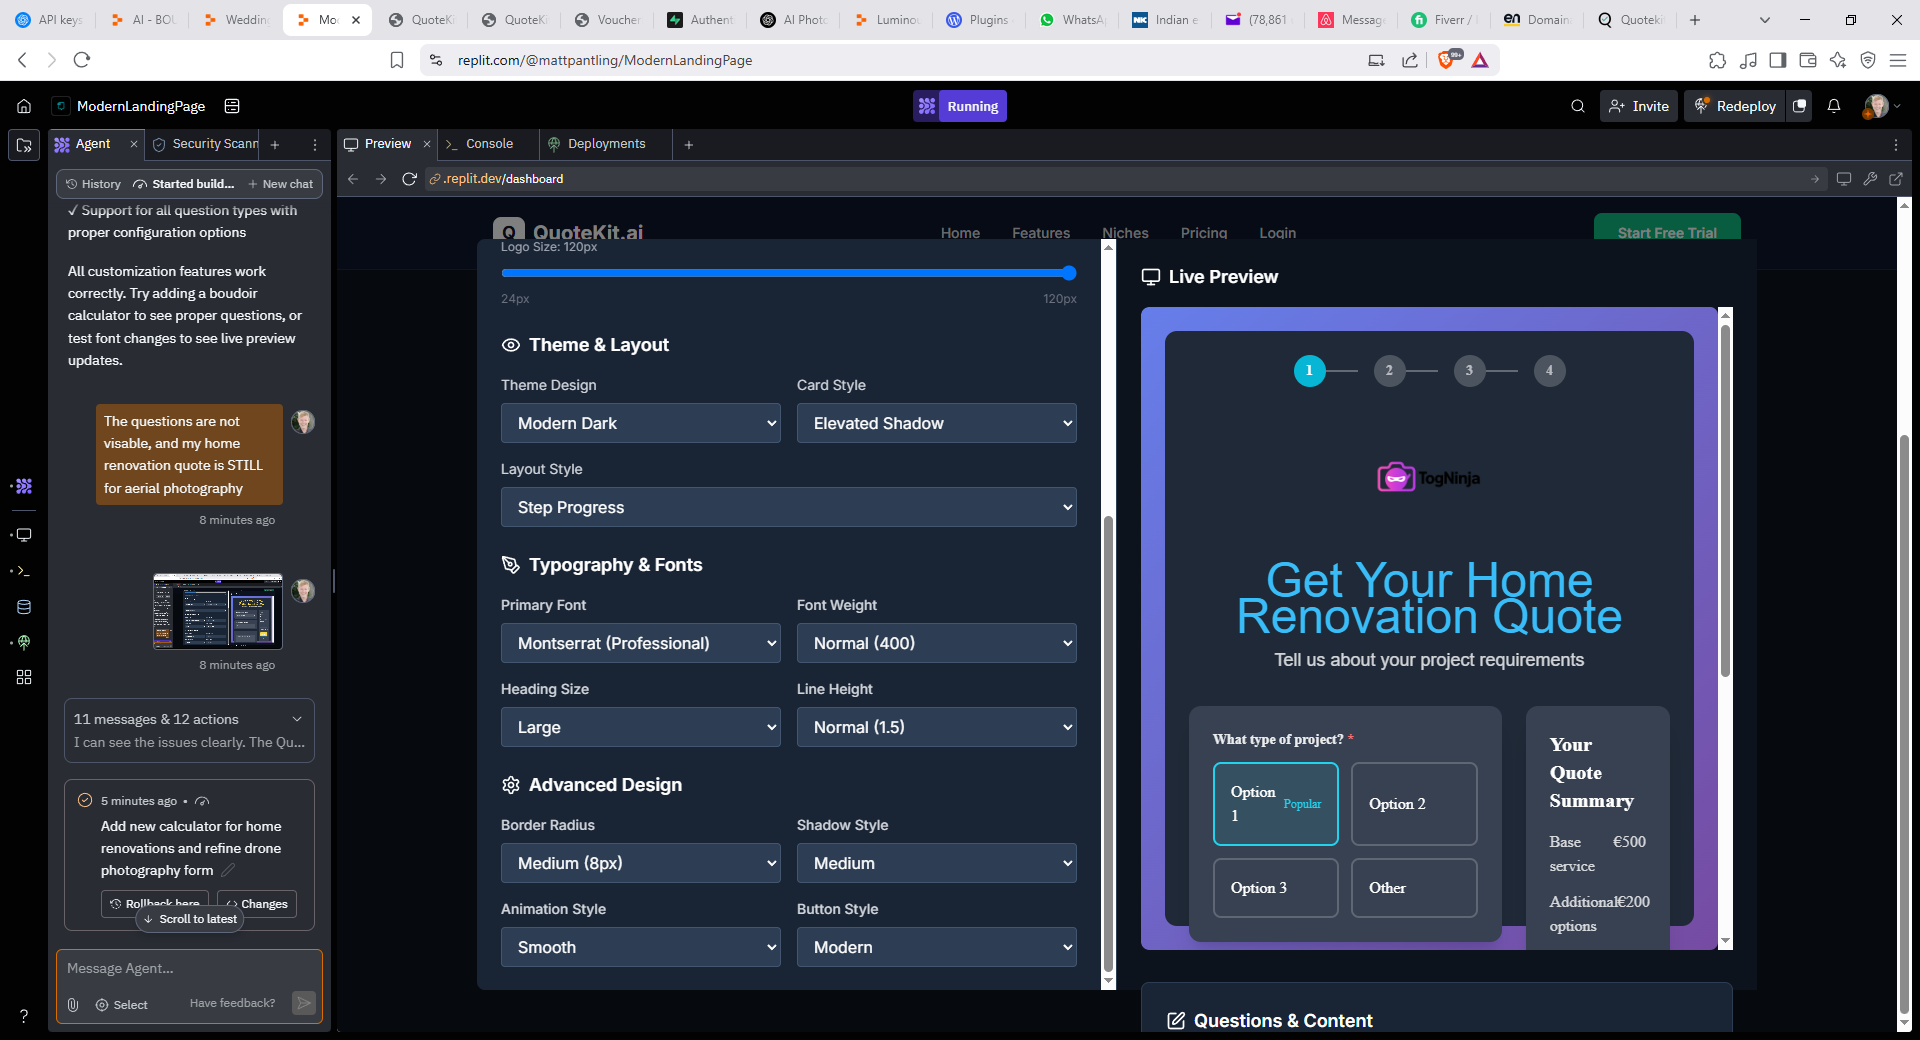 API keys
AI - BOU
Wedding
Mod
QuoteKi
QuoteKi
Voucher
Authent
AI Phot
Luminou
Plugins
WhatsA
Indian e
(78,861
Message
Fiverr /
Domain
Quoteki
replit.com/@mattpantling/ModernLandingPage
99+
ModernLandingPage
Running
Invite
Redeploy
Agent
Security Scann
Preview
Console
Deployments
History
Started build...
New chat
.replit.dev/dashboard
✓ Support for all question types with
proper configuration options
All customization features work
correctly. Try adding a boudoir
calculator to see proper questions, or
test font changes to see live preview
updates.
The questions are not
visable, and my home
renovation quote is STILL
for aerial photography
8 minutes ago
8 minutes ago
11 messages & 12 actions
I can see the issues clearly. The Qu...
5 minutes ago •
Add new calculator for home
renovations and refine drone
photography form
Rollback here
Changes
Scroll to latest
Message Agent...
Select
Have feedback?
?
Q QuoteKit.ai
Home
Features
Niches
Pricing
Login
Start Free Trial
Logo Size: 120px
24px
120px
Theme & Layout
Theme Design
Card Style
Modern Dark
Elevated Shadow
Layout Style
Step Progress
Typography & Fonts
Primary Font
Font Weight
Montserrat (Professional)
Normal (400)
Heading Size
Line Height
Large
Normal (1.5)
Advanced Design
Border Radius
Shadow Style
Medium (8px)
Medium
Animation Style
Button Style
Smooth
Modern
Live Preview
1
2
3
4
TogNinja
Get Your Home
Renovation Quote
Tell us about your project requirements
What type of project? *
Option
1
Popular
Option 2
Option 3
Other
Your
Quote
Summary
Base
service
€500
Additional
options
€200
Questions & Content